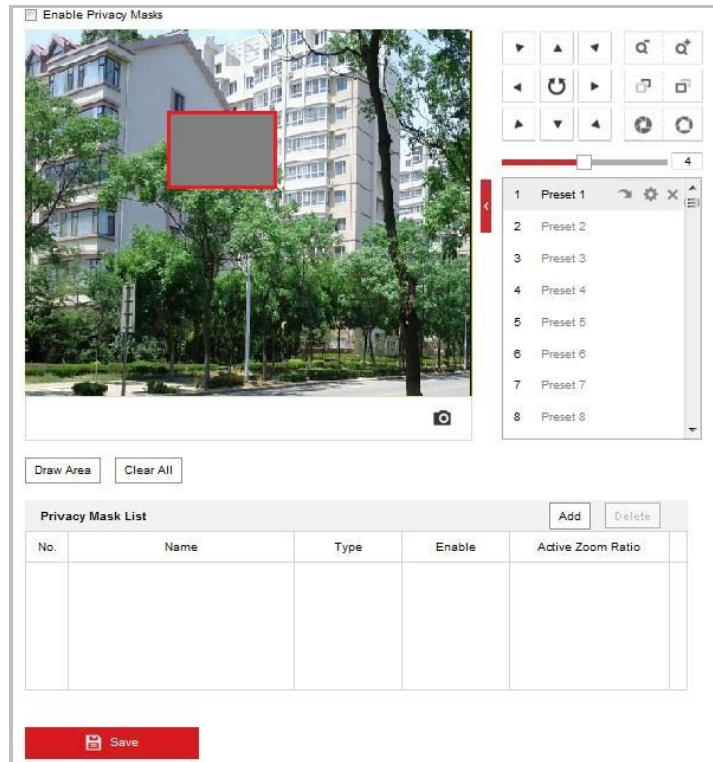 Enable Privacy Masks
4
1 Preset 1
2 Preset 2
3 Preset 3
4 Preset 4
5 Preset 5
6 Preset 6
7 Preset 7
8 Preset 8
Draw Area Clear All
Privacy Mask List Add Delete
No. Name Type Enable Active Zoom Ratio
Save